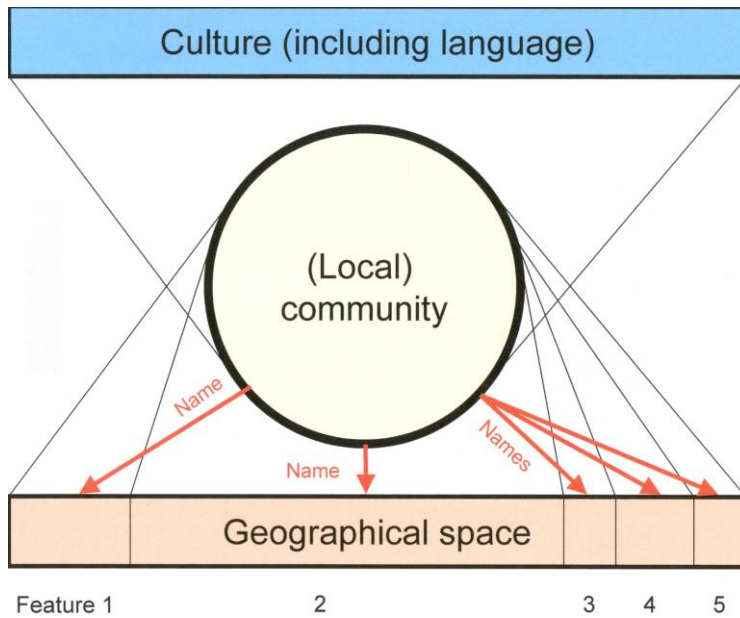 Culture (including language)
(Local)
community
Name
Name
Names
Geographical space
Feature 1 2 3 4 5